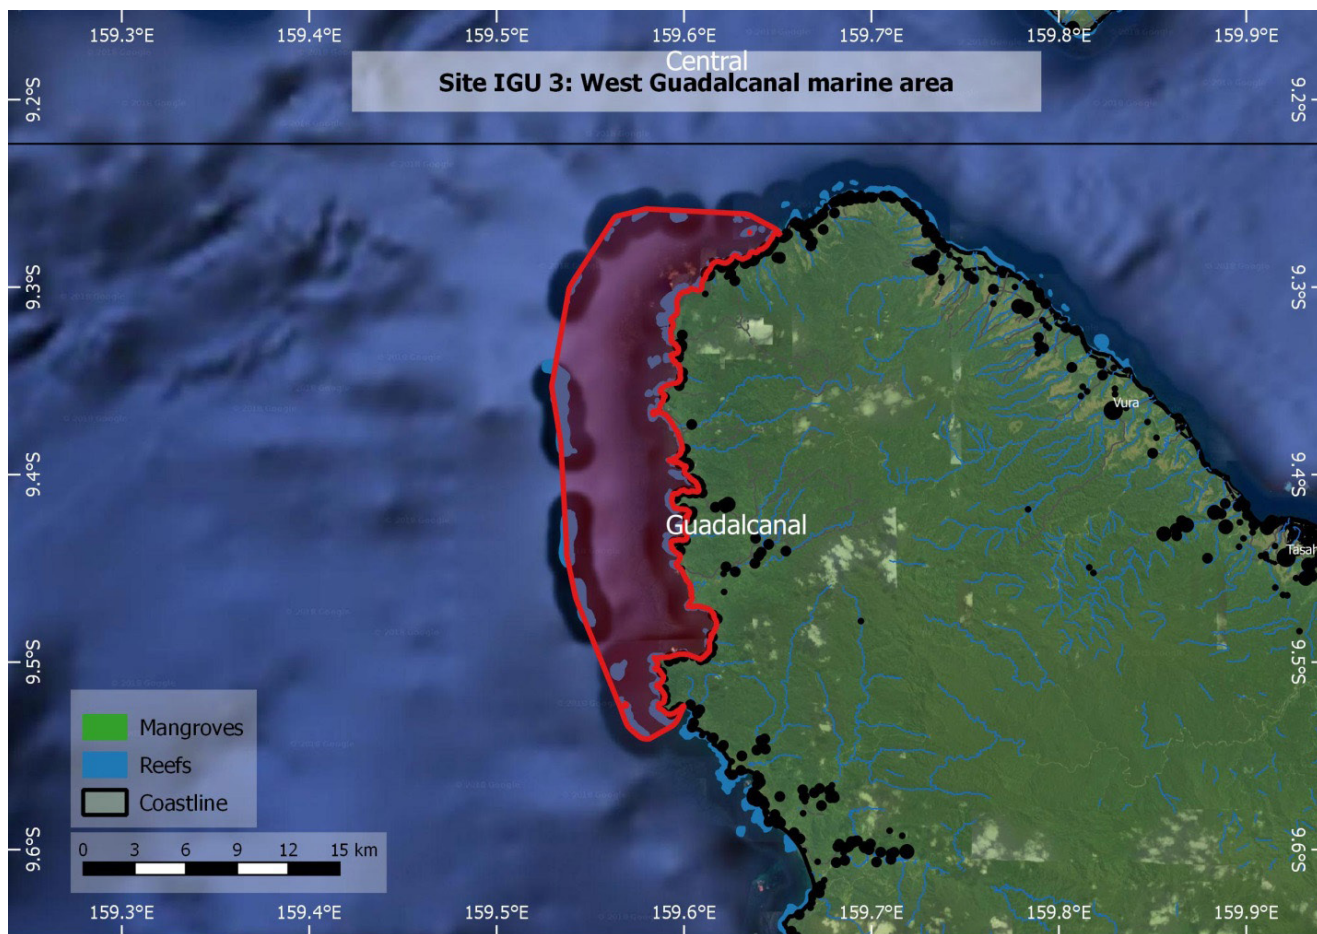 159.3°E 159.4°E 159.5°E 159.6°E 159.7°E 159.8°E 159.9°E
Central
Site IGU 3: West Guadalcanal marine area
9.2°S 9.2°S
9.3°S 9.3°S
Vura
9.4°S 9.4°S
Guadalcanal
Tasah
9.5°S 9.5°S
Mangroves
Reefs
Coastline
0 3 6 9 12 15 km
9.6°S 9.6°S
159.3°E 159.4°E 159.5°E 159.6°E 159.7°E 159.8°E 159.9°E